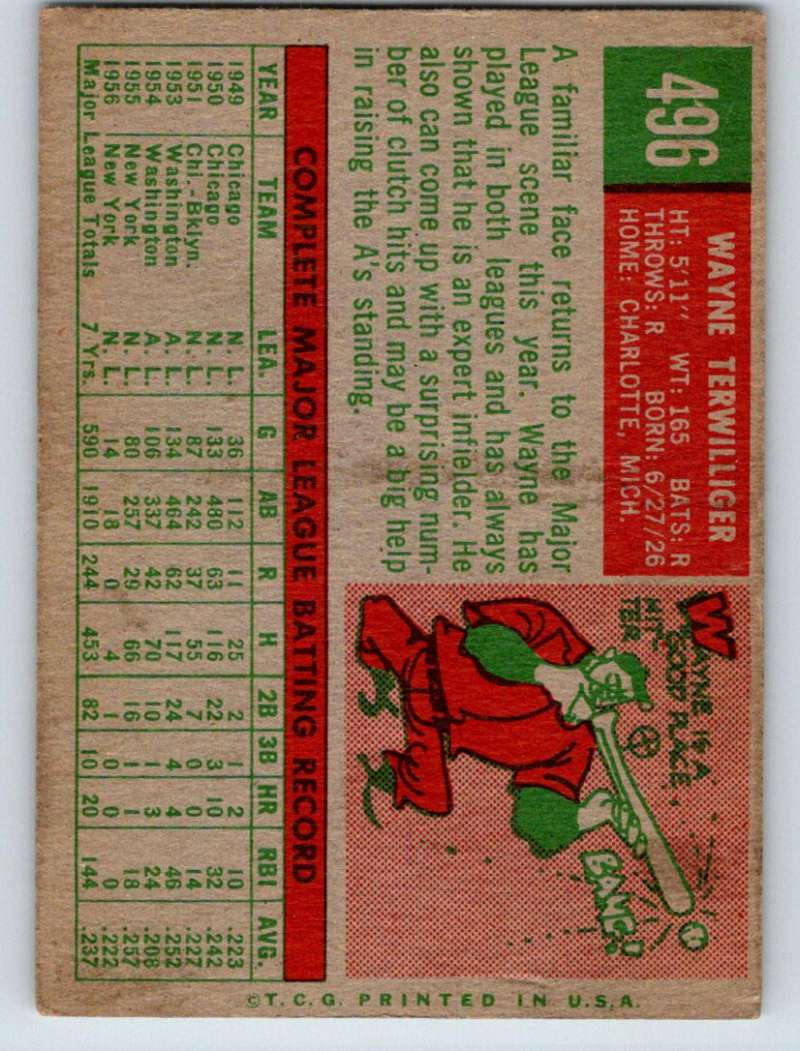 496
WAYNE TERWILLIGER
HT: 5'11" WT: 165 BATS: R
THROWS: R BORN: 6/27/26
HOME: CHARLOTTE, MICH.
A familiar face returns to the Major
League scene this year. Wayne has
played in both leagues and has always
shown that he is an expert infielder. He
also can come up with a surprising num-
ber of clutch hits and may be a big help
in raising the A's standing.
WAYNE IS A
GOOD PLACE
HIT-
TER
BANG!
COMPLETE MAJOR LEAGUE BATTING RECORD
YEAR TEAM LEA. G AB R H 2B 3B HR RBI AVG.
1949 Chicago N. L. 36 112 11 25 2 1 2 10 .223
1950 Chicago N. L. 133 480 63 116 22 3 10 32 .242
1951 Chi.-Bklyn. N. L. 87 242 37 55 7 0 0 14 .227
1953 Washington A. L. 134 464 62 117 24 4 4 46 .252
1954 Washington A. L. 106 337 42 70 10 1 3 24 .208
1955 New York N. L. 80 257 29 66 16 1 1 18 .257
1956 New York N. L. 14 18 0 4 1 0 0 0 .222
Major League Totals 7 Yrs. 590 1910 244 453 82 10 20 144 .237
©T.C.G. PRINTED IN U.S.A.